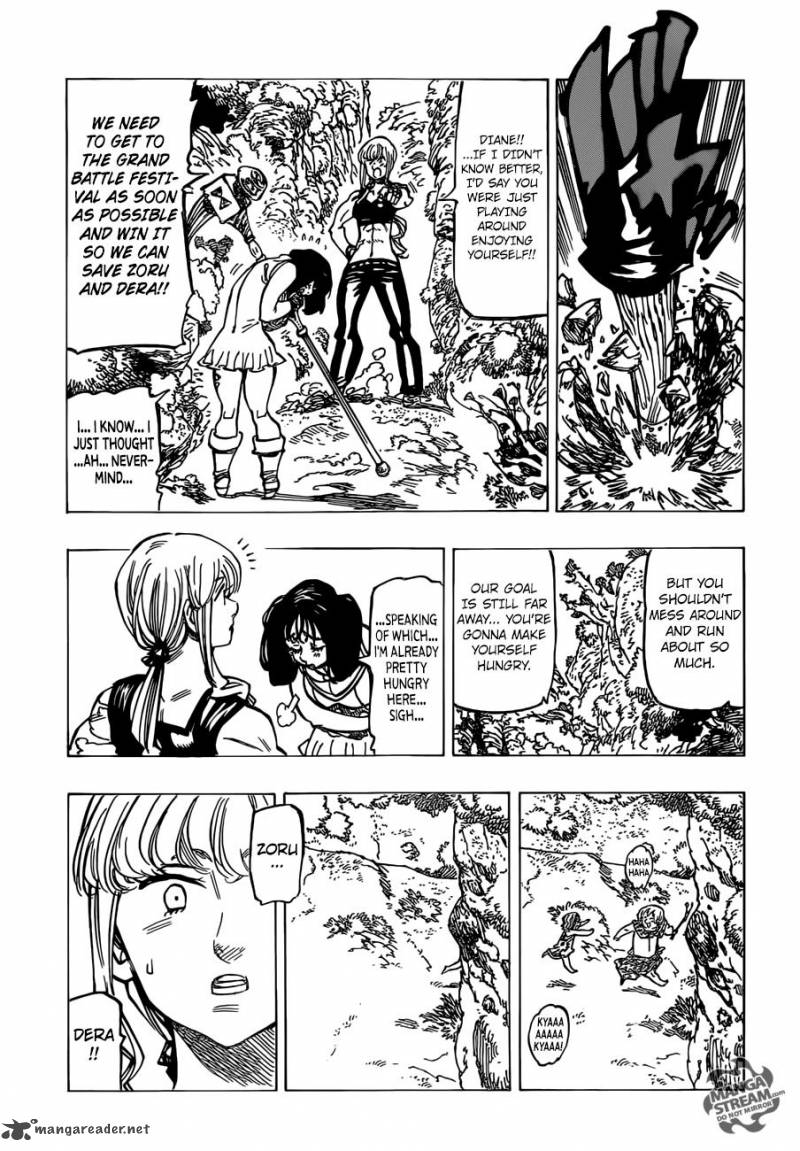 DIANE!!
...IF I DIDN'T
KNOW BETTER,
I'D SAY YOU
WERE JUST
PLAYING
AROUND
ENJOYING
YOURSELF!!
WE NEED
TO GET TO
THE GRAND
BATTLE FESTI-
VAL AS SOON
AS POSSIBLE
AND WIN IT
SO WE CAN
SAVE ZORU
AND DERA!!
I... I KNOW... I
JUST THOUGHT
...AH... NEVER-
MIND...
BUT YOU
SHOULDN'T
MESS AROUND
AND RUN
ABOUT SO
MUCH.
OUR GOAL
IS STILL FAR
AWAY... YOU'RE
GONNA MAKE
YOURSELF
HUNGRY.
...SPEAKING
OF WHICH...
I'M ALREADY
PRETTY
HUNGRY
HERE...
SIGH...
HAHA
HAHA
KYAAA
AAAAA
KYAAA!
ZORU
...
DERA
!!
MANGA
STREAM.com
DO NOT MIRROR
mangareader.net